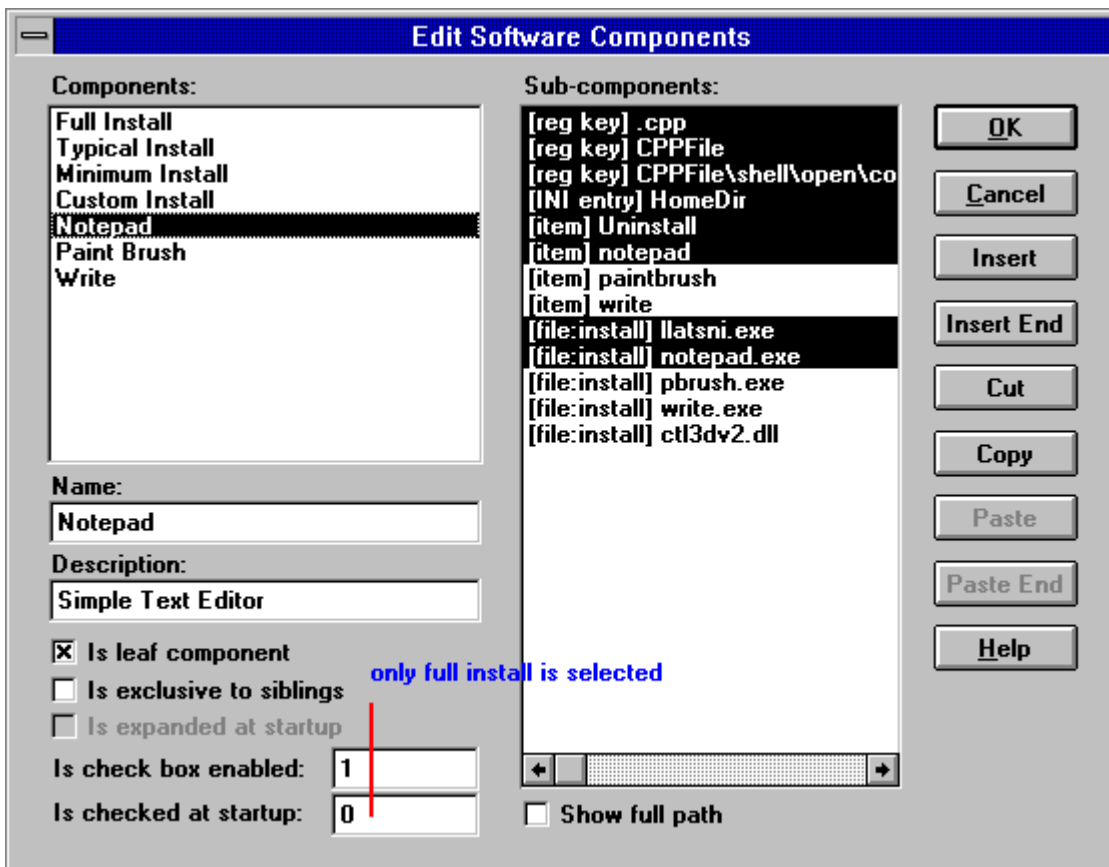 Edit Software Components
Components:
Full Install
Typical Install
Minimum Install
Custom Install
Notepad
Paint Brush
Write
Name:
Notepad
Description:
Simple Text Editor
Is leaf component
Is exclusive to siblings
Is expanded at startup
Is check box enabled: 1
Is checked at startup: 0
only full install is selected
Sub-components:
[reg key] .cpp
[reg key] CPPFile
[reg key] CPPFile\shell\open\co
[INI entry] HomeDir
[item] Uninstall
[item] notepad
[item] paintbrush
[item] write
[file:install] llatsni.exe
[file:install] notepad.exe
[file:install] pbrush.exe
[file:install] write.exe
[file:install] ctl3dv2.dll
Show full path
OK
Cancel
Insert
Insert End
Cut
Copy
Paste
Paste End
Help